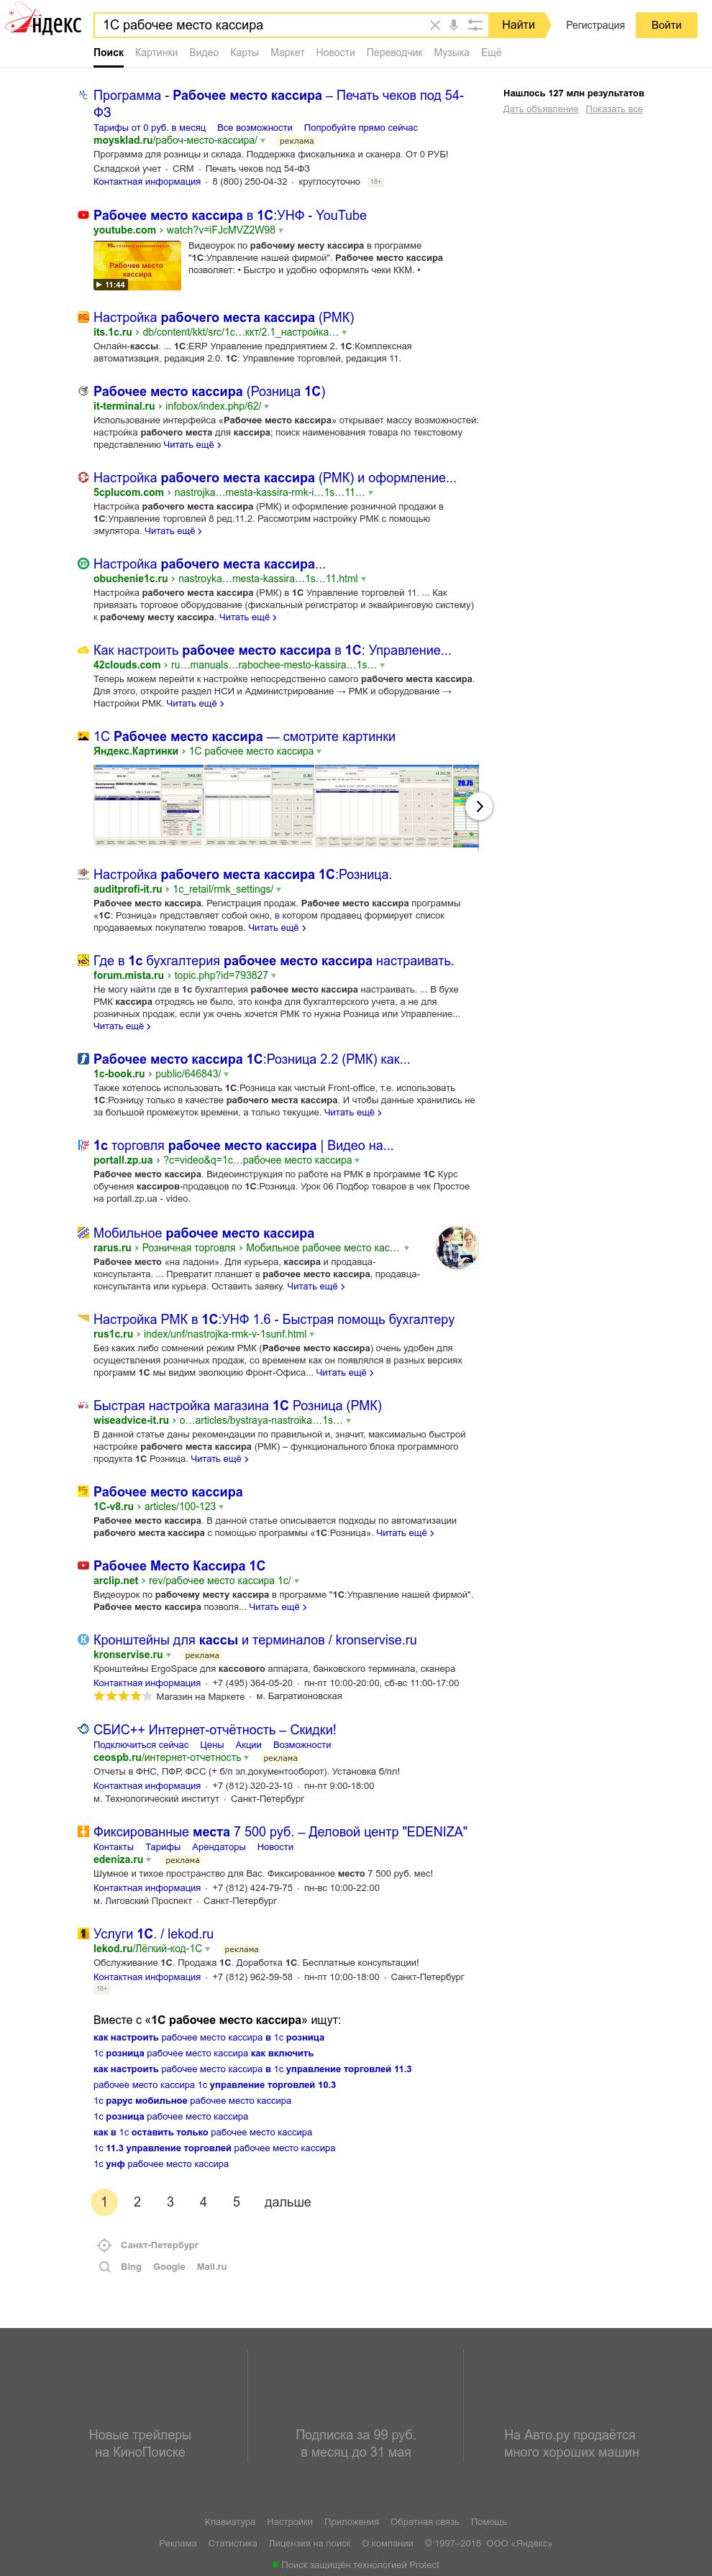 Яндекс
1С рабочее место кассира
Найти
Регистрация
Войти
Поиск Картинки Видео Карты Маркет Новости Переводчик Музыка Ещё
Нашлось 127 млн результатов
Дать объявление Показать все
Программа - Рабочее место кассира – Печать чеков под 54-
ФЗ
Тарифы от 0 руб. в месяц Все возможности Попробуйте прямо сейчас
moysklad.ru/рабоч-место-кассира/ реклама
Программа для розницы и склада. Поддержка фискальника и сканера. От 0 РУБ!
Складской учет · CRM · Печать чеков под 54-ФЗ
Контактная информация · 8 (800) 250-04-32 · круглосуточно 18+
Рабочее место кассира в 1С:УНФ - YouTube
youtube.com › watch?v=iFJcMVZ2W98
Рабочее место
кассира
11:44
Видеоурок по рабочему месту кассира в программе
"1С:Управление нашей фирмой". Рабочее место кассира
позволяет: • Быстро и удобно оформлять чеки ККМ. •
Настройка рабочего места кассира (РМК)
its.1c.ru › db/content/kkt/src/1c…ккт/2.1_настройка…
Онлайн-кассы. ... 1С:ERP Управление предприятием 2. 1С:Комплексная
автоматизация, редакция 2.0. 1С: Управление торговлей, редакция 11.
Рабочее место кассира (Розница 1С)
it-terminal.ru › infobox/index.php/62/
Использование интерфейса «Рабочее место кассира» открывает массу возможностей:
настройка рабочего места для кассира; поиск наименования товара по текстовому
представлению Читать ещё ›
Настройка рабочего места кассира (РМК) и оформление...
5cplucom.com › nastrojka…mesta-kassira-rmk-i…1s…11…
Настройка рабочего места кассира (РМК) и оформление розничной продажи в
1С:Управление торговлей 8 ред.11.2. Рассмотрим настройку РМК с помощью
эмулятора. Читать ещё ›
Настройка рабочего места кассира...
obuchenie1c.ru › nastroyka…mesta-kassira…1s…11.html
Настройка рабочего места кассира (РМК) в 1С Управление торговлей 11. ... Как
привязать торговое оборудование (фискальный регистратор и эквайринговую систему)
к рабочему месту кассира. Читать ещё ›
Как настроить рабочее место кассира в 1С: Управление...
42clouds.com › ru…manuals…rabochee-mesto-kassira…1s…
Теперь можем перейти к настройке непосредственно самого рабочего места кассира.
Для этого, откройте раздел НСИ и Администрирование → РМК и оборудование →
Настройки РМК. Читать ещё ›
1С Рабочее место кассира — смотрите картинки
Яндекс.Картинки › 1С рабочее место кассира
Настройка рабочего места кассира 1С:Розница.
auditprofi-it.ru › 1c_retail/rmk_settings/
Рабочее место кассира. Регистрация продаж. Рабочее место кассира программы
«1С: Розница» представляет собой окно, в котором продавец формирует список
продаваемых покупателю товаров. Читать ещё ›
Где в 1с бухгалтерия рабочее место кассира настраивать.
forum.mista.ru › topic.php?id=793827
Не могу найти где в 1с бухгалтерия рабочее место кассира настраивать. ... В бухе
РМК кассира отродясь не было, это конфа для бухгалтерского учета, а не для
розничных продаж, если уж очень хочется РМК то нужна Розница или Управление...
Читать ещё ›
Рабочее место кассира 1С:Розница 2.2 (РМК) как...
1c-book.ru › public/646843/
Также хотелось использовать 1С:Розница как чистый Front-office, т.е. использовать
1С:Розницу только в качестве рабочего места кассира. И чтобы данные хранились не
за большой промежуток времени, а только текущие. Читать ещё ›
1с торговля рабочее место кассира | Видео на...
portall.zp.ua › ?c=video&q=1с…рабочее место кассира
Рабочее место кассира. Видеоинструкция по работе на РМК в программе 1С Курс
обучения кассиров-продавцов по 1С:Розница. Урок 06 Подбор товаров в чек Простое
на portall.zp.ua - video.
Мобильное рабочее место кассира
rarus.ru › Розничная торговля › Мобильное рабочее место кас…
Рабочее место «на ладони». Для курьера, кассира и продавца-
консультанта. ... Превратит планшет в рабочее место кассира, продавца-
консультанта или курьера. Оставить заявку. Читать ещё ›
Настройка РМК в 1С:УНФ 1.6 - Быстрая помощь бухгалтеру
rus1c.ru › index/unf/nastrojka-rmk-v-1sunf.html
Без каких либо сомнений режим РМК (Рабочее место кассира) очень удобен для
осуществления розничных продаж, со временем как он появлялся в разных версиях
программ 1С мы видим эволюцию Фронт-Офиса... Читать ещё ›
Быстрая настройка магазина 1С Розница (РМК)
wiseadvice-it.ru › o…articles/bystraya-nastroika…1s…
В данной статье даны рекомендации по правильной и, значит, максимально быстрой
настройке рабочего места кассира (РМК) – функционального блока программного
продукта 1С Розница. Читать ещё ›
Рабочее место кассира
1C-v8.ru › articles/100-123
Рабочее место кассира. В данной статье описывается подходы по автоматизации
рабочего места кассира с помощью программы «1С:Розница». Читать ещё ›
Рабочее Место Кассира 1С
arclip.net › rev/рабочее место кассира 1с/
Видеоурок по рабочему месту кассира в программе "1С:Управление нашей фирмой".
Рабочее место кассира позволя... Читать ещё ›
Кронштейны для кассы и терминалов / kronservise.ru
kronservise.ru реклама
Кронштейны ErgoSpace для кассового аппарата, банковского терминала, сканера
Контактная информация · +7 (495) 364-05-20 · пн-пт 10:00-20:00, сб-вс 11:00-17:00
Магазин на Маркете · м. Багратионовская
СБИС++ Интернет-отчётность – Скидки!
Подключиться сейчас Цены Акции Возможности
ceospb.ru/интернет-отчетность реклама
Отчеты в ФНС, ПФР, ФСС (+ б/п эл.документооборот). Установка б/пл!
Контактная информация · +7 (812) 320-23-10 · пн-пт 9:00-18:00
м. Технологический институт · Санкт-Петербург
Фиксированные места 7 500 руб. – Деловой центр "EDENIZA"
Контакты Тарифы Арендаторы Новости
edeniza.ru реклама
Шумное и тихое пространство для Вас. Фиксированное место 7 500 руб. мес!
Контактная информация · +7 (812) 424-79-75 · пн-вс 10:00-22:00
м. Лиговский Проспект · Санкт-Петербург
Услуги 1С. / lekod.ru
lekod.ru/Лёгкий-код-1С реклама
Обслуживание 1С. Продажа 1С. Доработка 1С. Бесплатные консультации!
Контактная информация · +7 (812) 962-59-58 · пн-пт 10:00-18:00 · Санкт-Петербург
18+
Вместе с «1С рабочее место кассира» ищут:
как настроить рабочее место кассира в 1с розница
1с розница рабочее место кассира как включить
как настроить рабочее место кассира в 1с управление торговлей 11.3
рабочее место кассира 1с управление торговлей 10.3
1с рарус мобильное рабочее место кассира
1с розница рабочее место кассира
как в 1с оставить только рабочее место кассира
1с 11.3 управление торговлей рабочее место кассира
1с унф рабочее место кассира
1 2 3 4 5 дальше
Санкт-Петербург
Bing Google Mail.ru
Новые трейлеры
на КиноПоиске
Подписка за 99 руб.
в месяц до 31 мая
На Авто.ру продаётся
много хороших машин
Клавиатура Настройки Приложения Обратная связь Помощь
Реклама Статистика Лицензия на поиск О компании © 1997–2018 ООО «Яндекс»
Поиск защищён технологией Protect